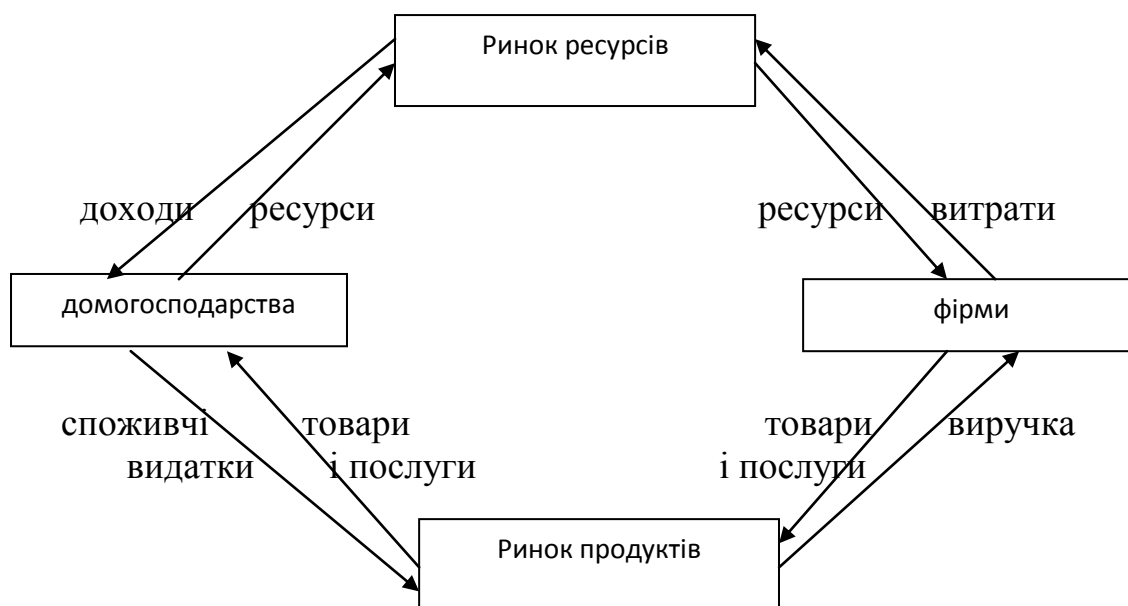 Ринок ресурсів
доходи
ресурси
ресурси
витрати
домогосподарства
фірми
споживчі
видатки
товари
і послуги
товари
і послуги
виручка
Ринок продуктів